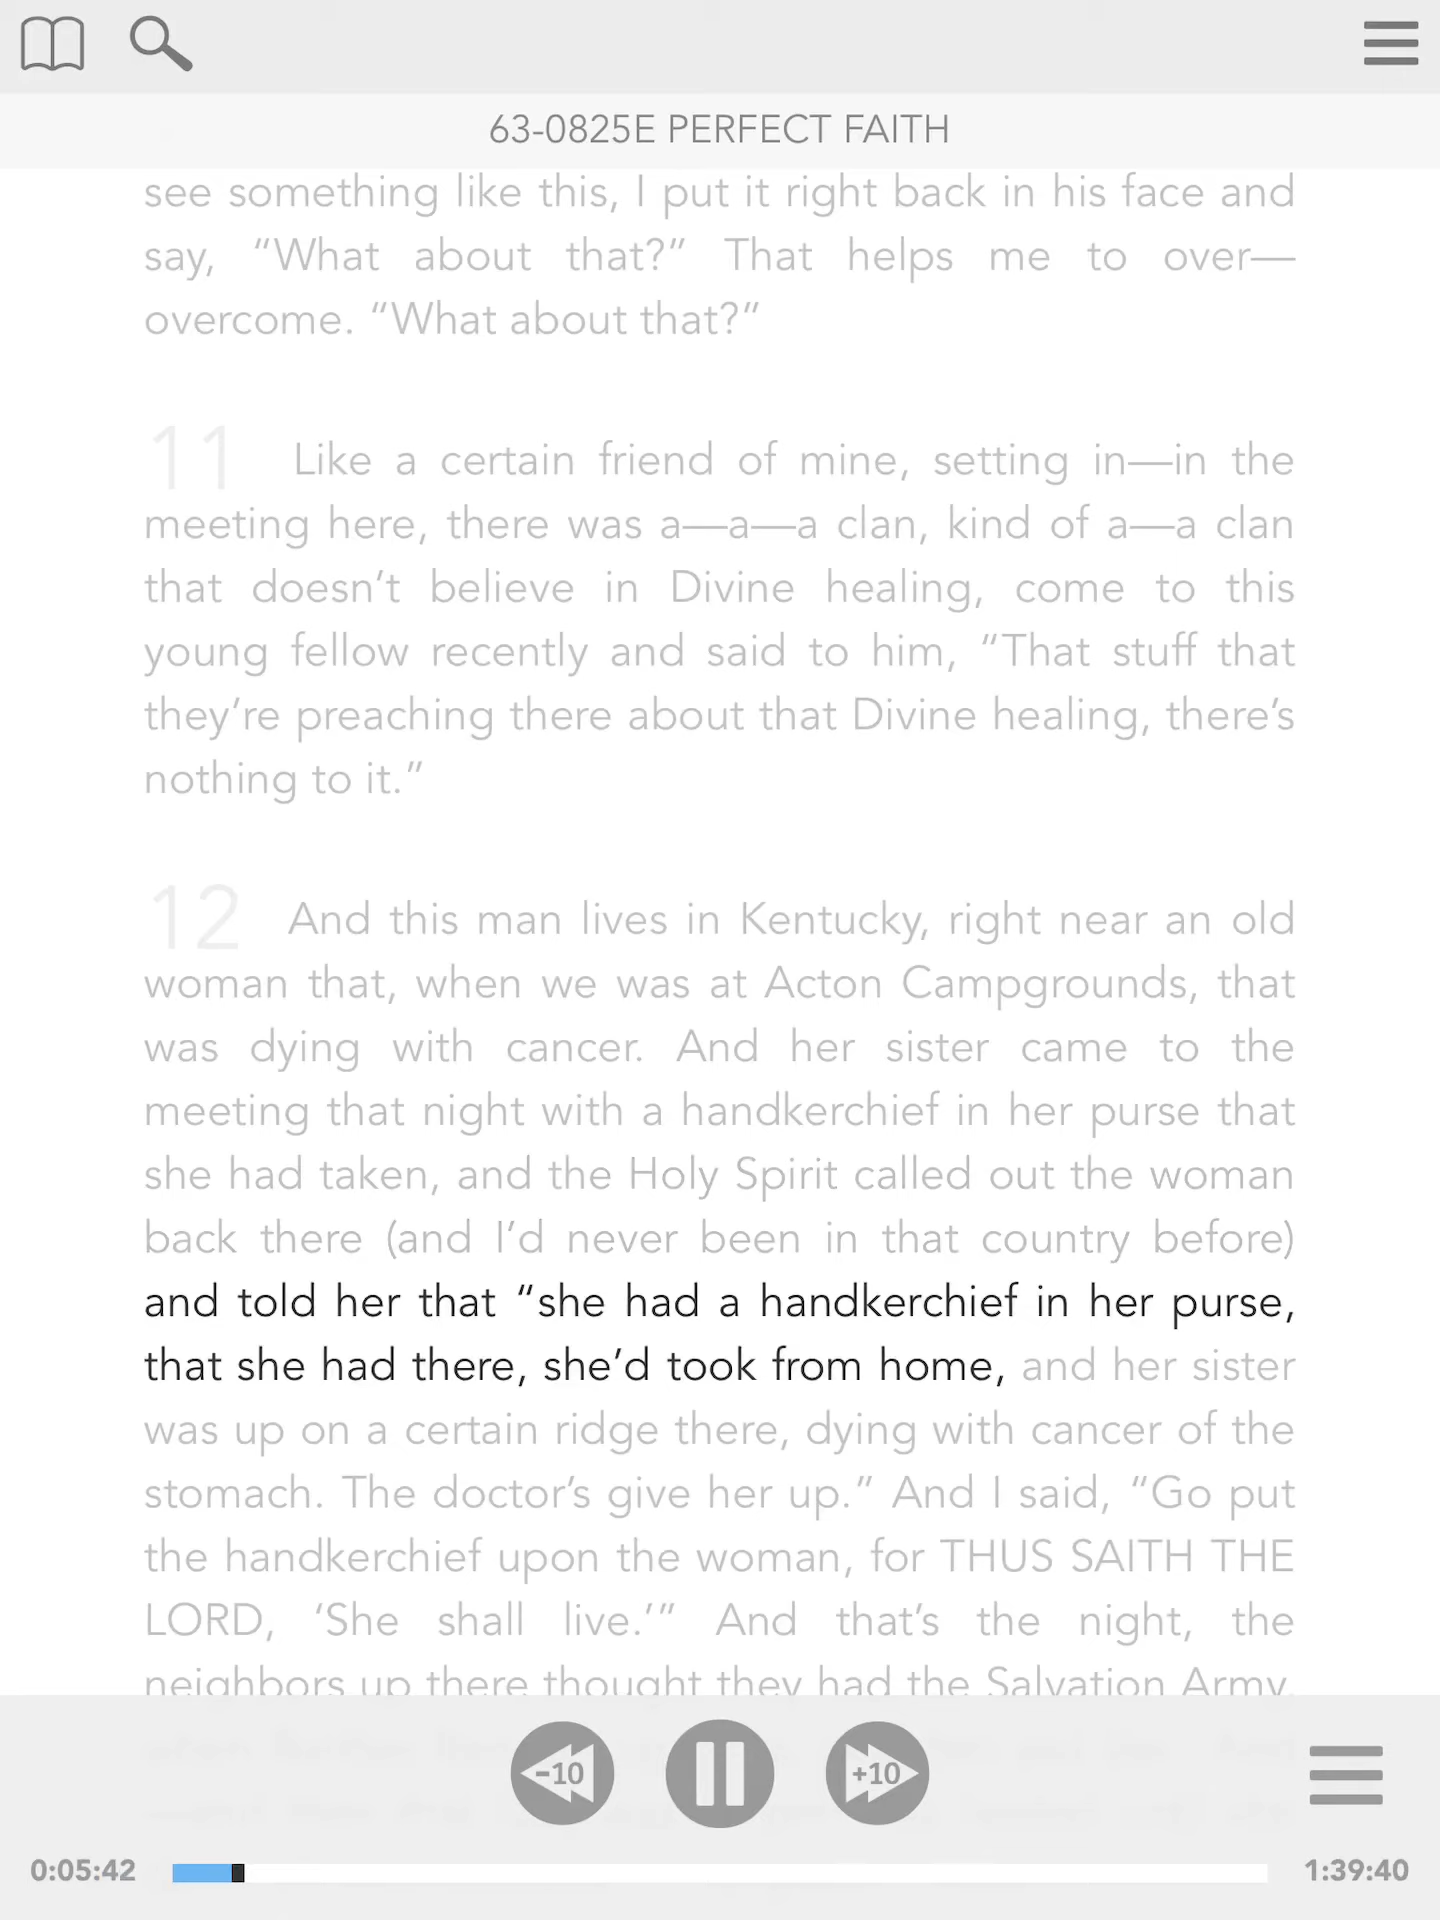 63-0825E PERFECT FAITH
see something like this, I put it right back in his face and
say, “What about that?” That helps me to over—
overcome. “What about that?”
11 Like a certain friend of mine, setting in—in the
meeting here, there was a—a—a clan, kind of a—a clan
that doesn’t believe in Divine healing, come to this
young fellow recently and said to him, “That stuff that
they’re preaching there about that Divine healing, there’s
nothing to it.”
12 And this man lives in Kentucky, right near an old
woman that, when we was at Acton Campgrounds, that
was dying with cancer. And her sister came to the
meeting that night with a handkerchief in her purse that
she had taken, and the Holy Spirit called out the woman
back there (and I’d never been in that country before)
and told her that “she had a handkerchief in her purse,
that she had there, she’d took from home, and her sister
was up on a certain ridge there, dying with cancer of the
stomach. The doctor’s give her up.” And I said, “Go put
the handkerchief upon the woman, for THUS SAITH THE
LORD, ‘She shall live.’” And that’s the night, the
neighbors up there thought they had the Salvation Army,
-10 +10
0:05:42 1:39:40